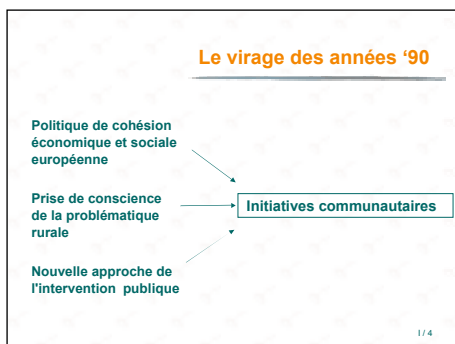 Le virage des années ‘90
Politique de cohésion
économique et sociale
européenne
Prise de conscience
de la problématique
rurale
Initiatives communautaires
Nouvelle approche de
l'intervention publique
I / 4